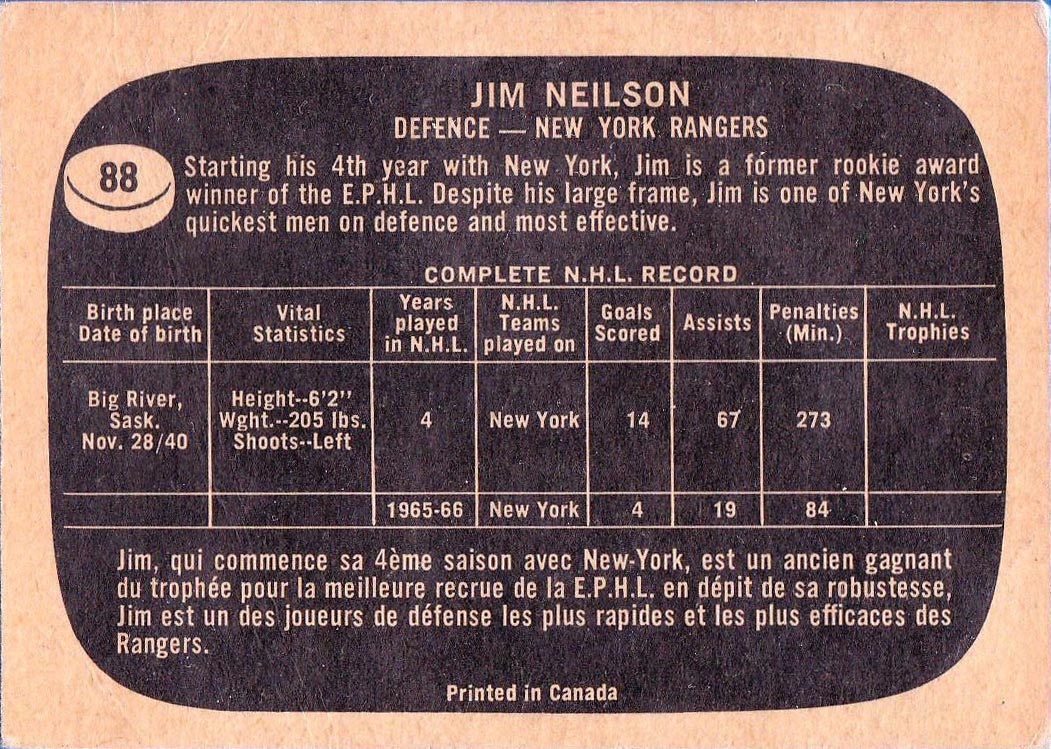 JIM NEILSON
DEFENCE — NEW YORK RANGERS
88
Starting his 4th year with New York, Jim is a former rookie award
winner of the E.P.H.L. Despite his large frame, Jim is one of New York's
quickest men on defence and most effective.
COMPLETE N.H.L. RECORD
Birth place
Date of birth
Vital
Statistics
Years
played
in N.H.L.
N.H.L.
Teams
played on
Goals
Scored
Assists
Penalties
(Min.)
N.H.L.
Trophies
Big River,
Sask.
Nov. 28/40
Height--6'2''
Wght.--205 lbs.
Shoots--Left
4
New York
14
67
273
1965-66
New York
4
19
84
Jim, qui commence sa 4ème saison avec New-York, est un ancien gagnant
du trophée pour la meilleure recrue de la E.P.H.L. en dépit de sa robustesse,
Jim est un des joueurs de défense les plus rapides et les plus efficaces des
Rangers.
Printed in Canada